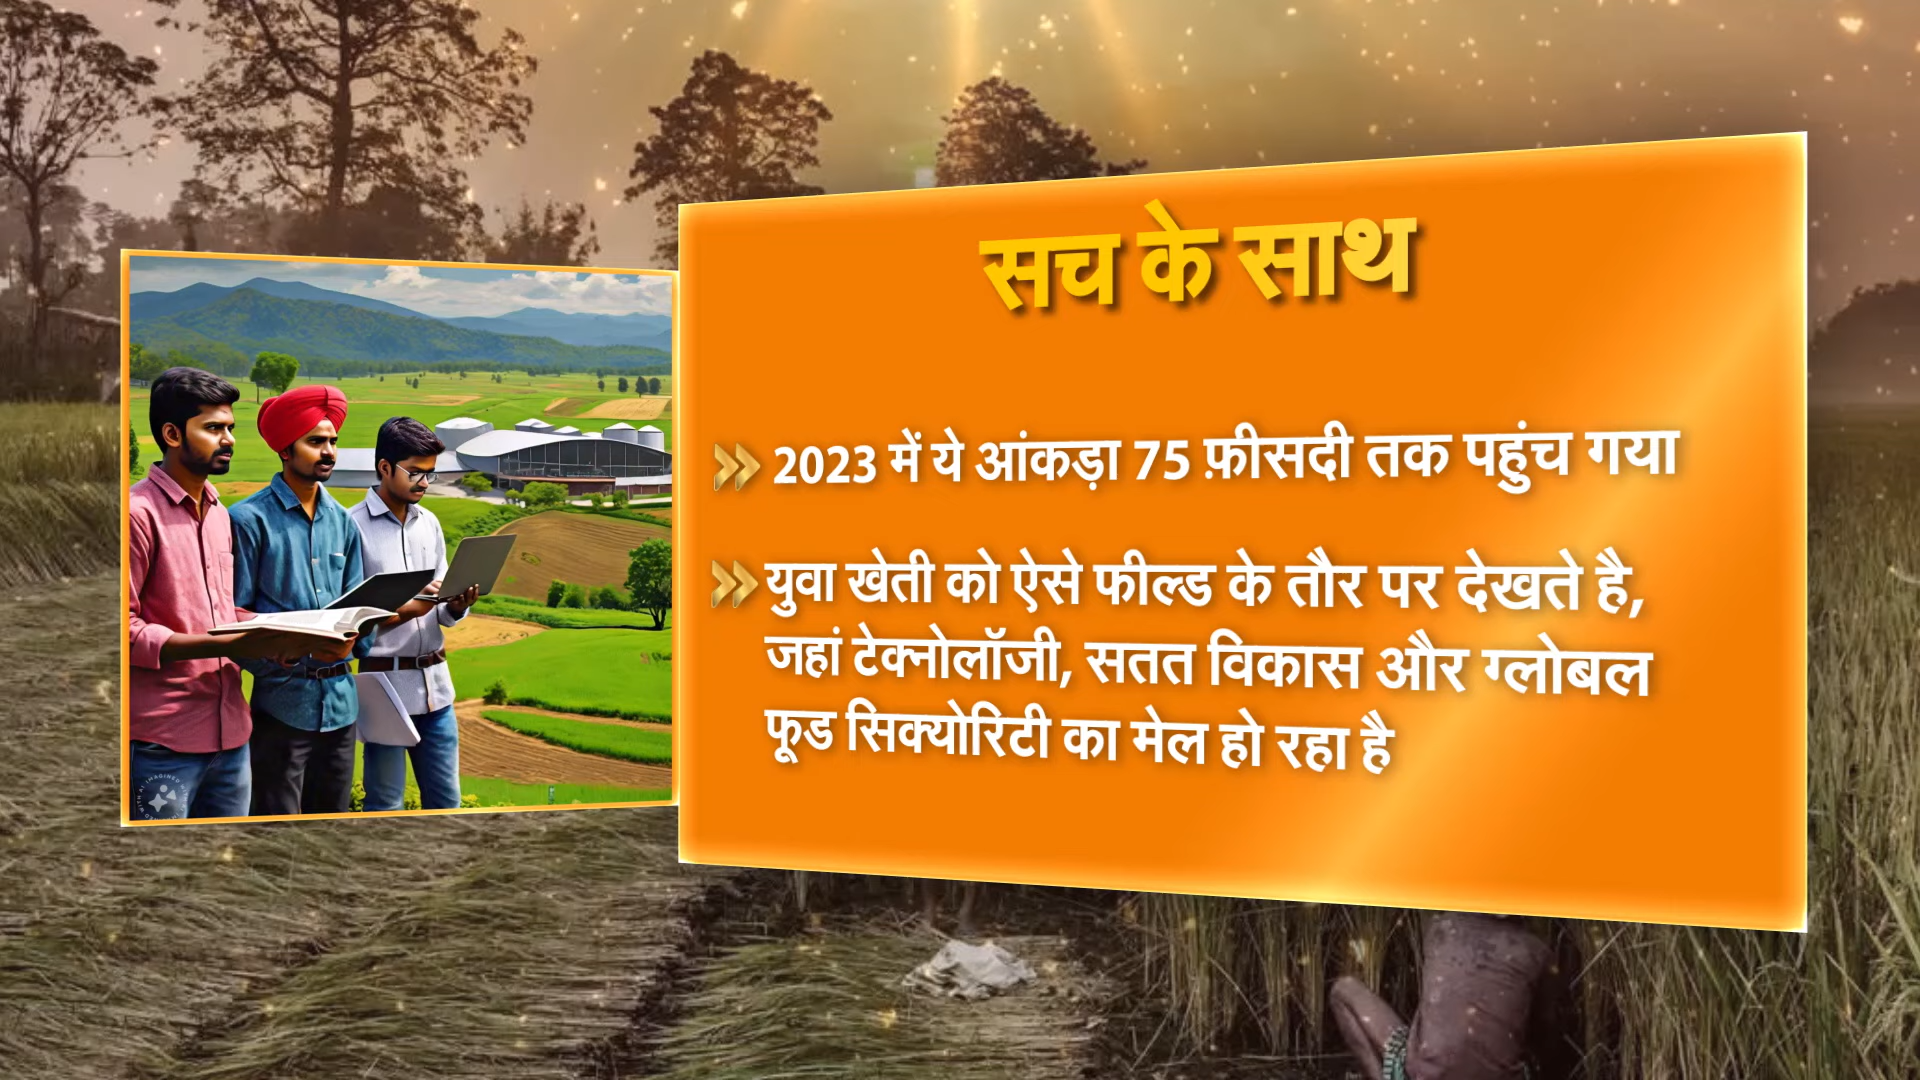 सच के साथ
2023 में ये आंकड़ा 75 फ़ीसदी तक पहुंच गया
युवा खेती को ऐसे फील्ड के तौर पर देखते है,
जहां टेक्नोलॉजी, सतत विकास और ग्लोबल
फूड सिक्योरिटी का मेल हो रहा है